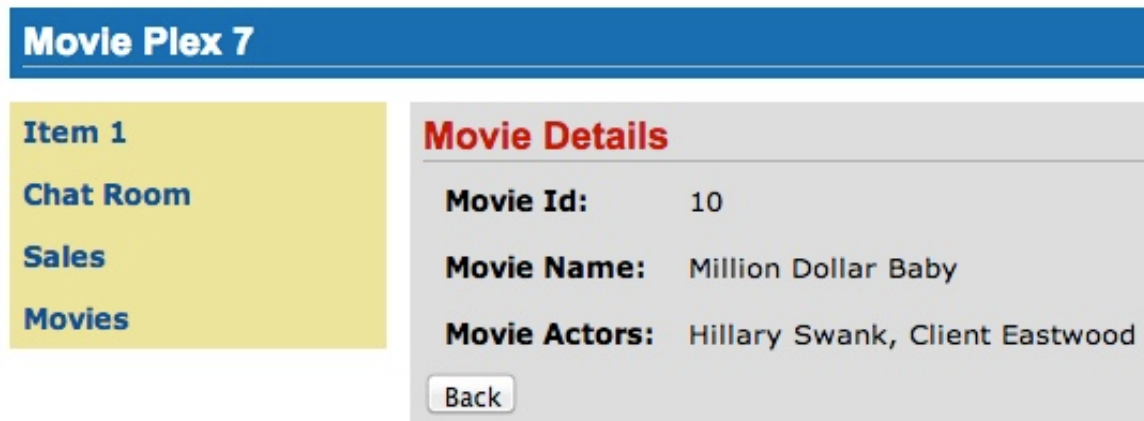 Movie Plex 7
Item 1
Chat Room
Sales
Movies
Movie Details
Movie Id: 10
Movie Name: Million Dollar Baby
Movie Actors: Hillary Swank, Client Eastwood
Back